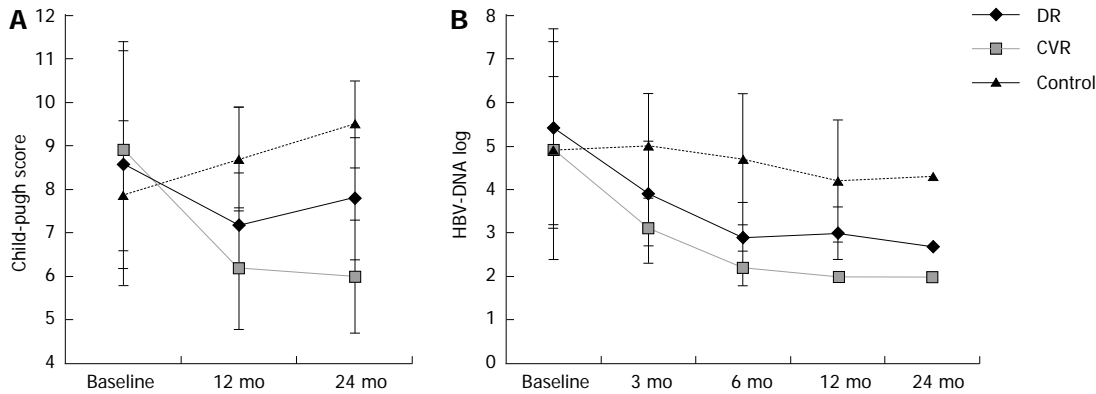 A
Child-pugh score
12
11
10
9
8
7
6
5
4
Baseline 12 mo 24 mo
B
HBV-DNA log
8
7
6
5
4
3
2
1
0
Baseline 3 mo 6 mo 12 mo 24 mo
DR
CVR
Control